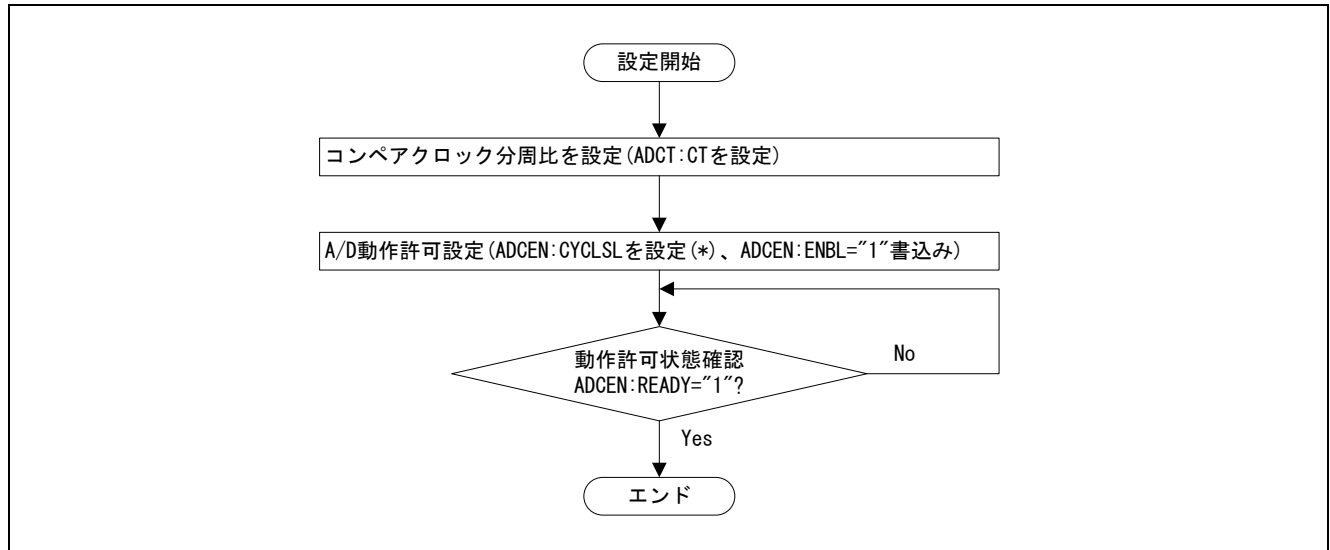 設定開始
コンペアクロック分周比を設定(ADCT:CTを設定)
A/D動作許可設定(ADCEN:CYCLSLを設定(*)、ADCEN:ENBL="1"書込み)
動作許可状態確認
ADCEN:READY="1"?
No
Yes
エンド